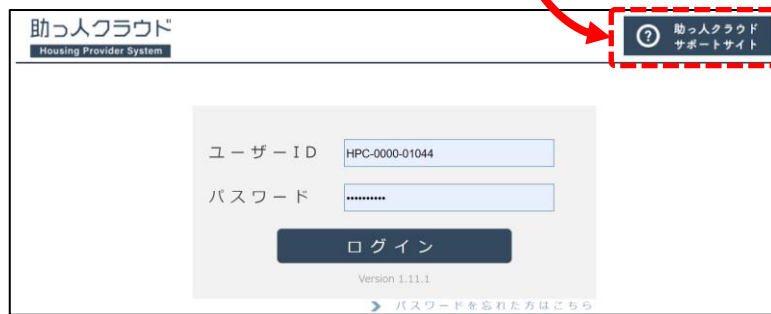 助っ人クラウド
Housing Provider System
助っ人クラウド
サポートサイト
ユーザーID
HPC-0000-01044
パスワード
••••••••••
ログイン
Version 1.11.1
パスワードを忘れた方はこちら